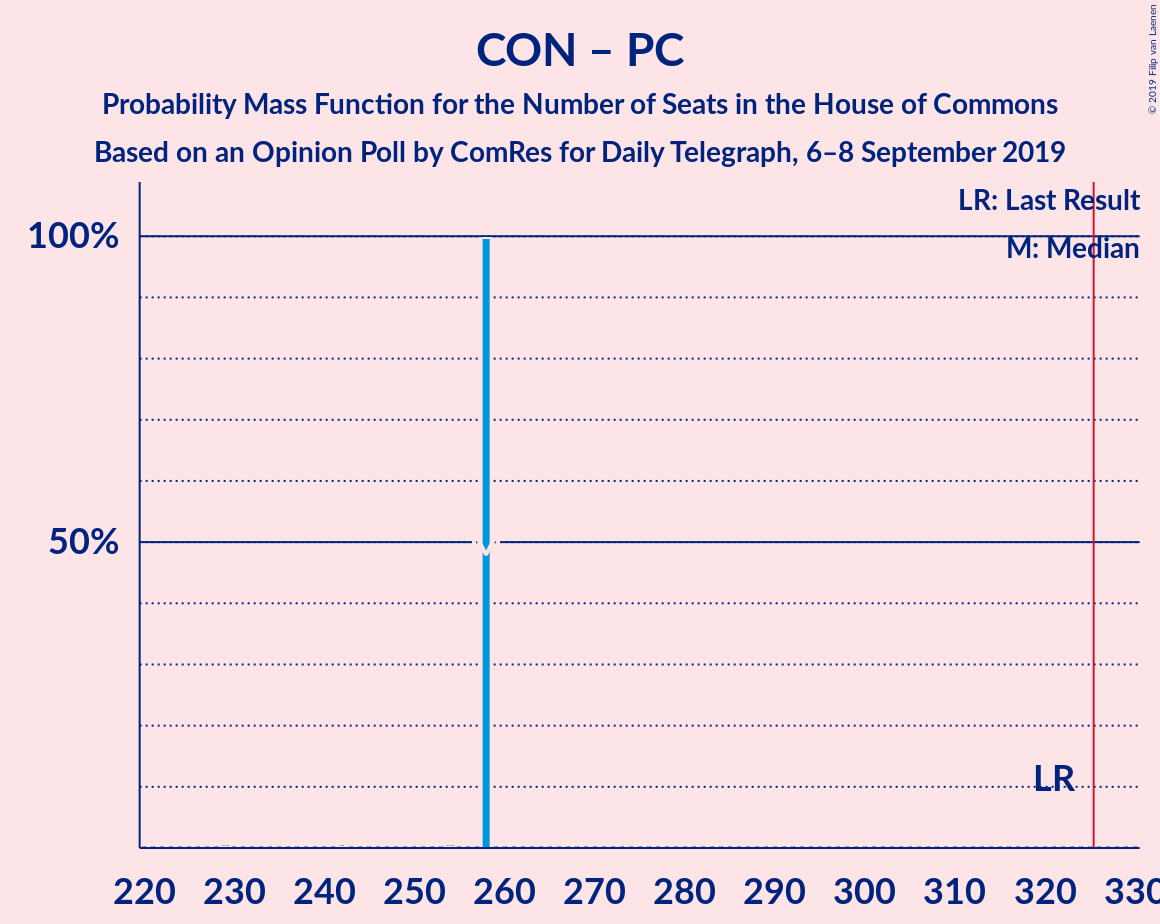 CON – PC
Probability Mass Function for the Number of Seats in the House of Commons
Based on an Opinion Poll by ComRes for Daily Telegraph, 6–8 September 2019
© 2019 Filip van Laenen
LR: Last Result
M: Median
100%
50%
M
LR
220 230 240 250 260 270 280 290 300 310 320 330